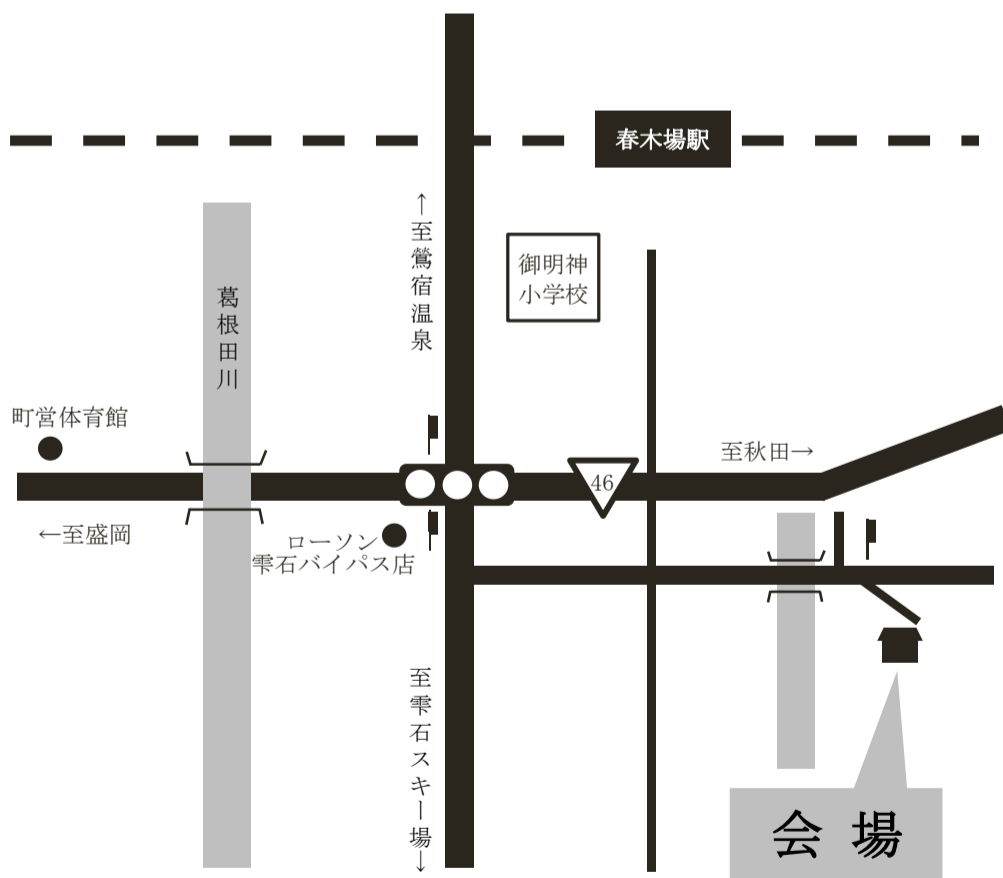 春木場駅
↑至鶯宿温泉
御明神
小学校
葛根田川
町営体育館
至秋田→
46
←至盛岡
ローソン
雫石バイパス店
至雫石スキー場↓
会場